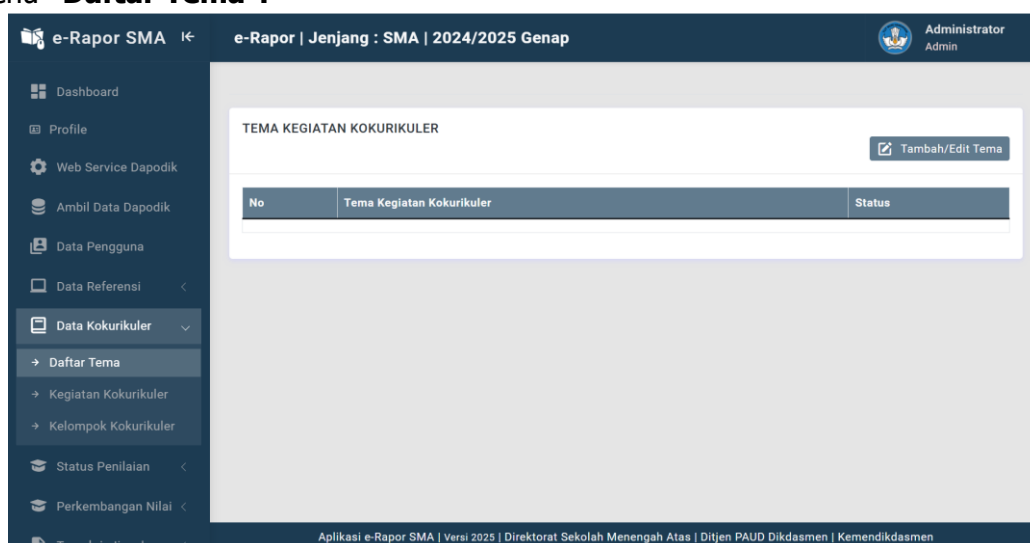 "Daftar Tema".
e-Rapor SMA
e-Rapor | Jenjang : SMA | 2024/2025 Genap
Administrator
Admin
Dashboard
Profile
Web Service Dapodik
Ambil Data Dapodik
Data Pengguna
Data Referensi
Data Kokurikuler
Daftar Tema
Kegiatan Kokurikuler
Kelompok Kokurikuler
Status Penilaian
Perkembangan Nilai
TEMA KEGIATAN KOKURIKULER
Tambah/Edit Tema
No Tema Kegiatan Kokurikuler Status
Aplikasi e-Rapor SMA | Versi 2025 | Direktorat Sekolah Menengah Atas | Ditjen PAUD Dikdasmen | Kemendikdasmen